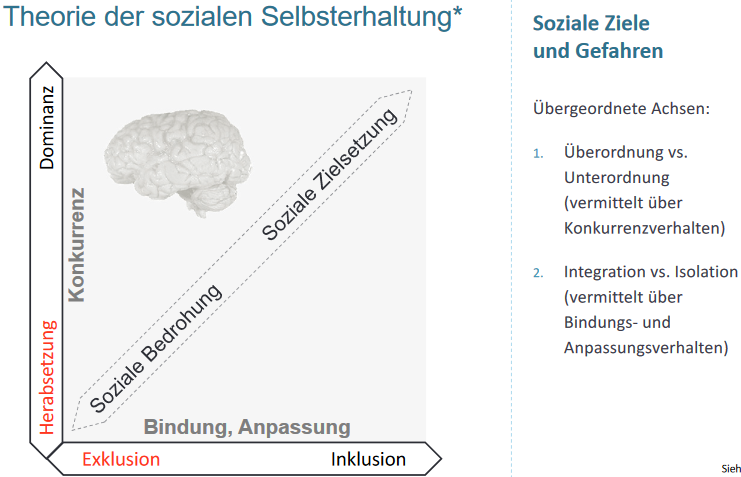 Theorie der sozialen Selbsterhaltung*
Dominanz
Konkurrenz
Herabsetzung
Soziale Zielsetzung
Soziale Bedrohung
Bindung, Anpassung
Exklusion
Inklusion
Soziale Ziele
und Gefahren
Übergeordnete Achsen:
1. Überordnung vs.
Unterordnung
(vermittelt über
Konkurrenzverhalten)
2. Integration vs. Isolation
(vermittelt über
Bindungs- und
Anpassungsverhalten)
Sieh